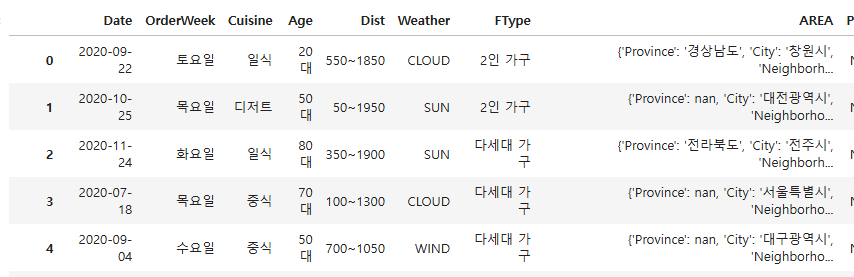 Date OrderWeek Cuisine Age Dist Weather FType AREA P
0 2020-09-22 토요일 일식 20대 550~1850 CLOUD 2인 가구 {'Province': '경상남도', 'City': '창원시', 'Neighborh... N
1 2020-10-25 목요일 디저트 50대 50~1950 SUN 2인 가구 {'Province': nan, 'City': '대전광역시', 'Neighborho... N
2 2020-11-24 화요일 일식 80대 350~1900 SUN 다세대 가구 {'Province': '전라북도', 'City': '전주시', 'Neighborh... N
3 2020-07-18 목요일 중식 70대 100~1300 CLOUD 다세대 가구 {'Province': nan, 'City': '서울특별시', 'Neighborho... N
4 2020-09-04 수요일 중식 50대 700~1050 WIND 다세대 가구 {'Province': nan, 'City': '대구광역시', 'Neighborho... N